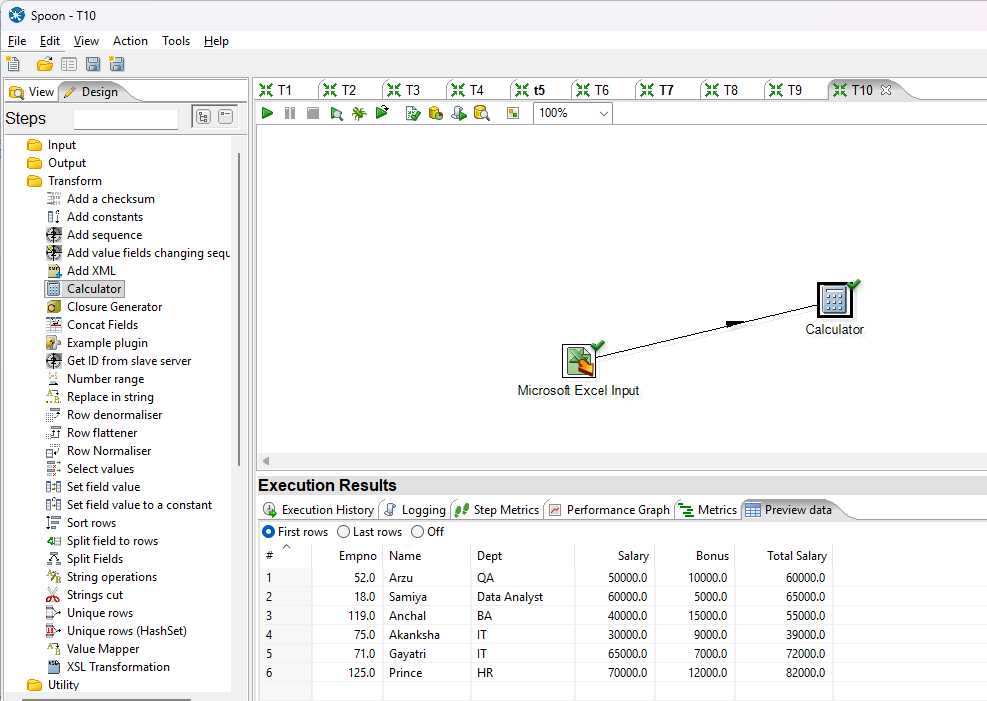 Spoon - T10
File Edit View Action Tools Help
View Design
T1 T2 T3 T4 t5 T6 T7 T8 T9 T10
Steps
100%
Input
Output
Transform
Add a checksum
Add constants
Add sequence
Add value fields changing sequ
Add XML
Calculator
Closure Generator
Concat Fields
Example plugin
Get ID from slave server
Number range
Replace in string
Row denormaliser
Row flattener
Row Normaliser
Select values
Set field value
Set field value to a constant
Sort rows
Split field to rows
Split Fields
String operations
Strings cut
Unique rows
Unique rows (HashSet)
Value Mapper
XSL Transformation
Utility
Calculator
Microsoft Excel Input
Execution Results
Execution History Logging Step Metrics Performance Graph Metrics Preview data
First rows Last rows Off
# Empno Name Dept Salary Bonus Total Salary
1 52.0 Arzu QA 50000.0 10000.0 60000.0
2 18.0 Samiya Data Analyst 60000.0 5000.0 65000.0
3 119.0 Anchal BA 40000.0 15000.0 55000.0
4 75.0 Akanksha IT 30000.0 9000.0 39000.0
5 71.0 Gayatri IT 65000.0 7000.0 72000.0
6 125.0 Prince HR 70000.0 12000.0 82000.0